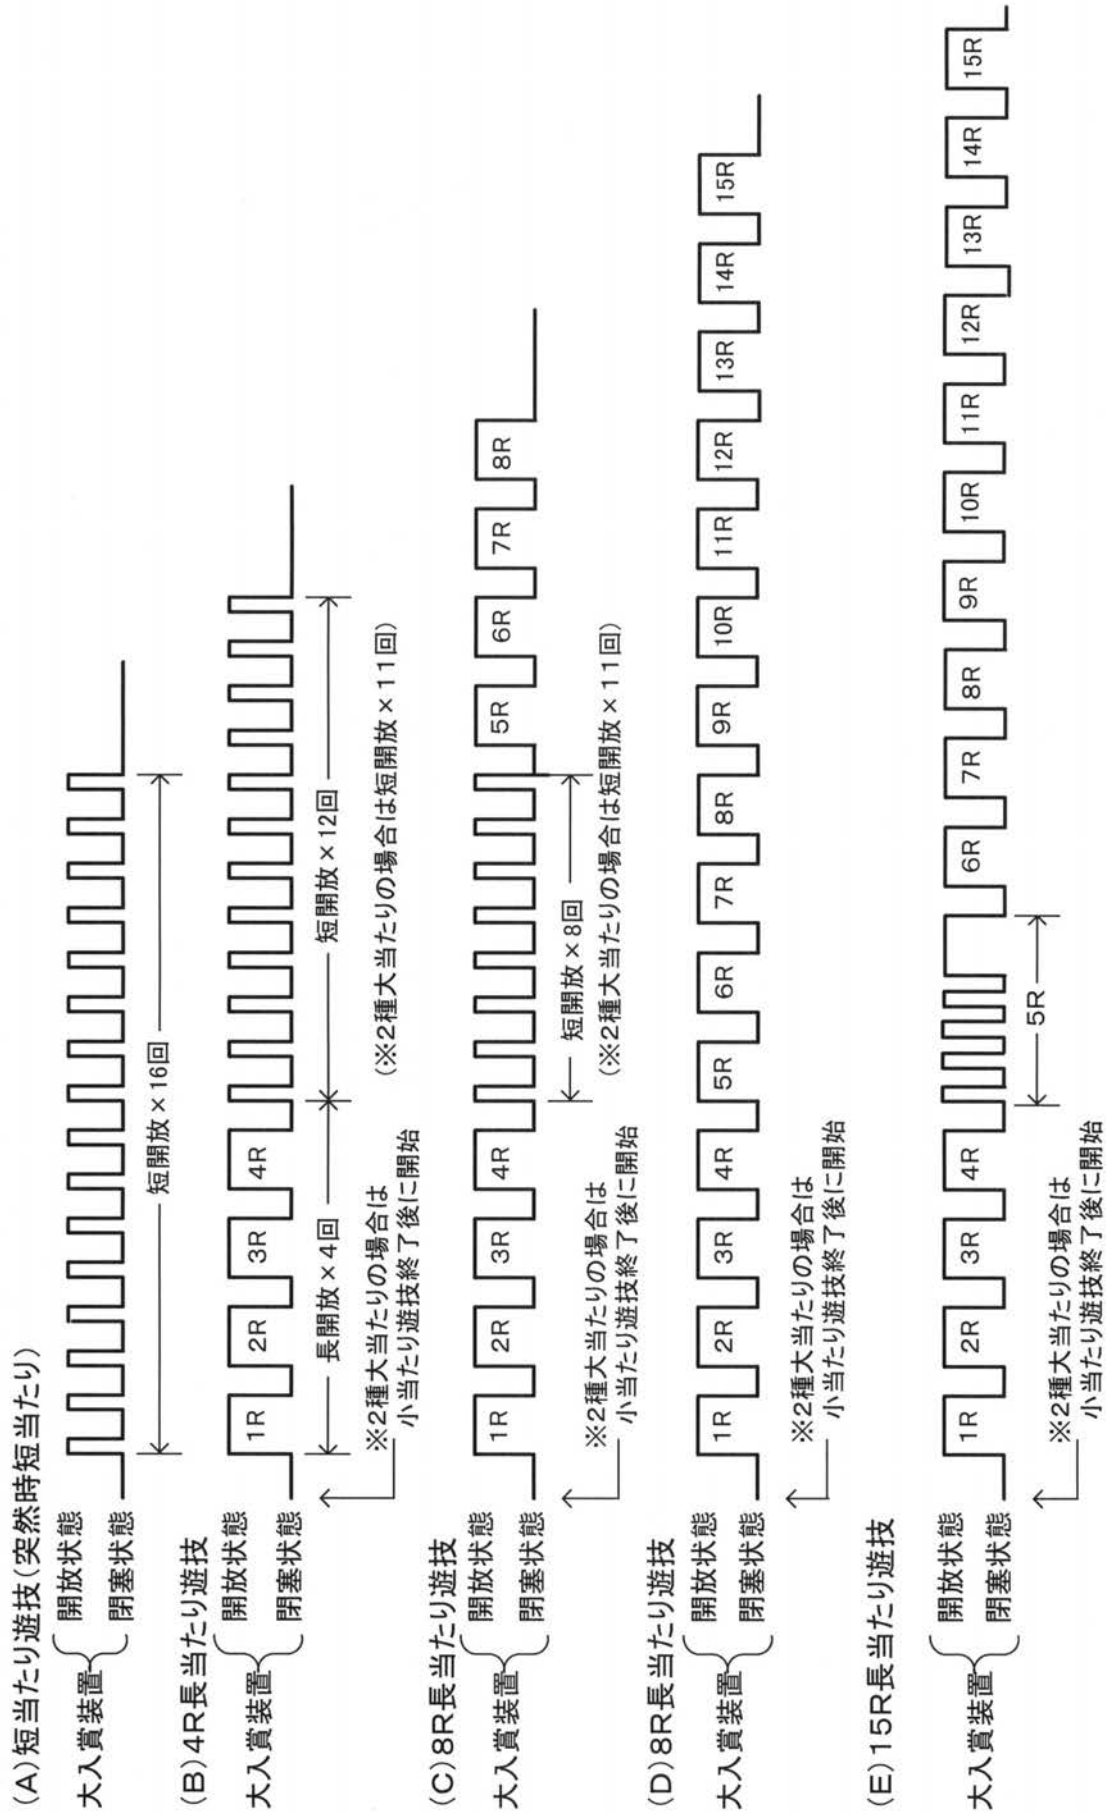 (A)短当たり遊技(突然時短当たり)
大入賞装置
開放状態
閉塞状態
短開放×16回
(B)4R長当たり遊技
大入賞装置
開放状態
閉塞状態
1R 2R 3R 4R
長開放×4回
短開放×12回
※2種大当たりの場合は
小当たり遊技終了後に開始
(※2種大当たりの場合は短開放×11回)
(C)8R長当たり遊技
大入賞装置
開放状態
閉塞状態
1R 2R 3R 4R 5R 6R 7R 8R
短開放×8回
※2種大当たりの場合は
小当たり遊技終了後に開始
(※2種大当たりの場合は短開放×11回)
(D)8R長当たり遊技
大入賞装置
開放状態
閉塞状態
1R 2R 3R 4R 5R 6R 7R 8R 9R 10R 11R 12R 13R 14R 15R
※2種大当たりの場合は
小当たり遊技終了後に開始
(E)15R長当たり遊技
大入賞装置
開放状態
閉塞状態
1R 2R 3R 4R 6R 7R 8R 9R 10R 11R 12R 13R 14R 15R
5R
※2種大当たりの場合は
小当たり遊技終了後に開始